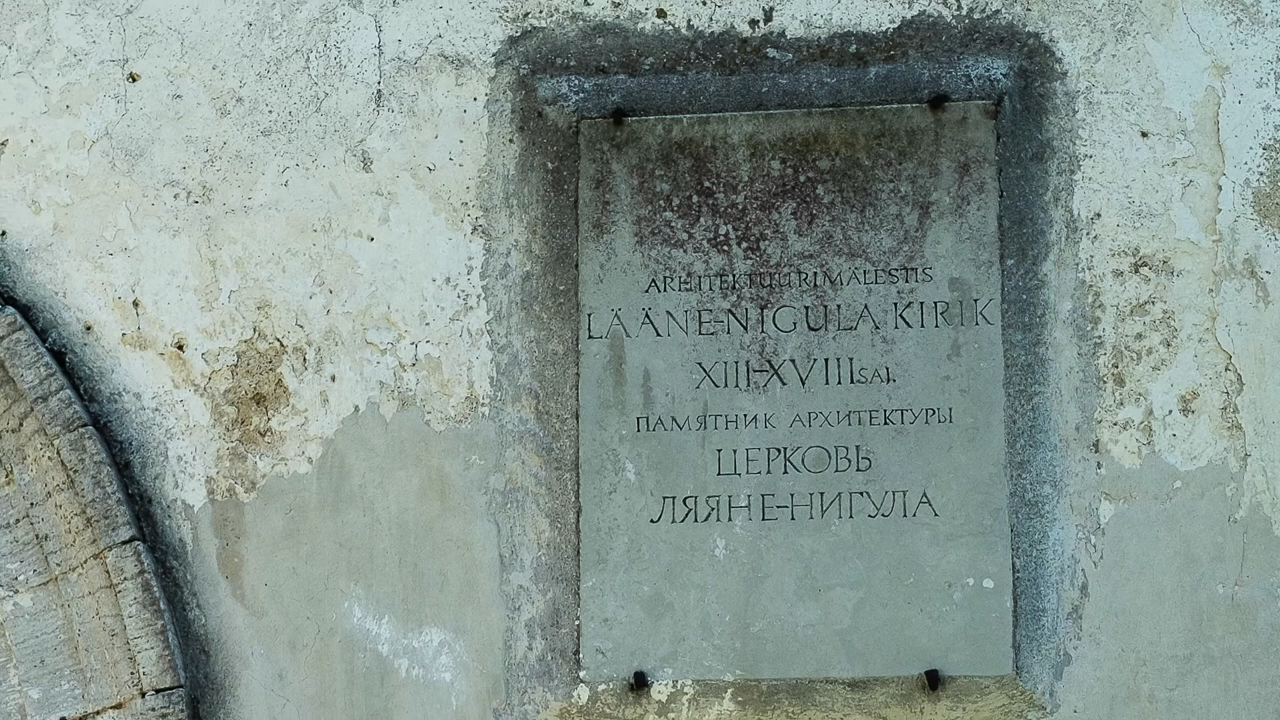 ARHITEKTUURIMÄLESTIS
LÄÄNE-NIGULA KIRIK
XIII-XVIII SAJ.
ПАМЯТНИК АРХИТЕКТУРЫ
ЦЕРКОВЬ
ЛЯЯНЕ-НИГУЛА